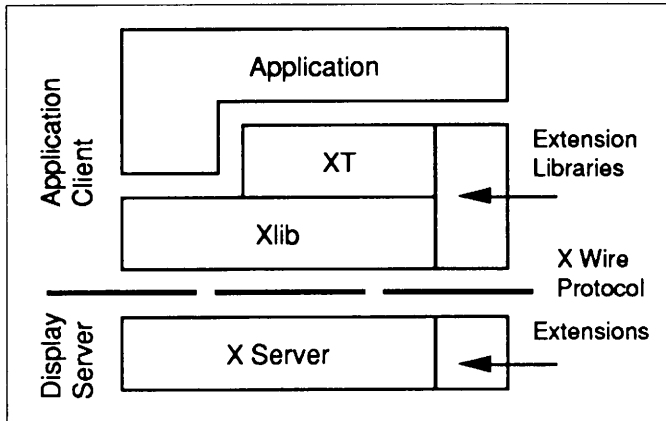 Application
Application
Client
XT
Extension
Libraries
Xlib
X Wire
Protocol
Display
Server
X Server
Extensions